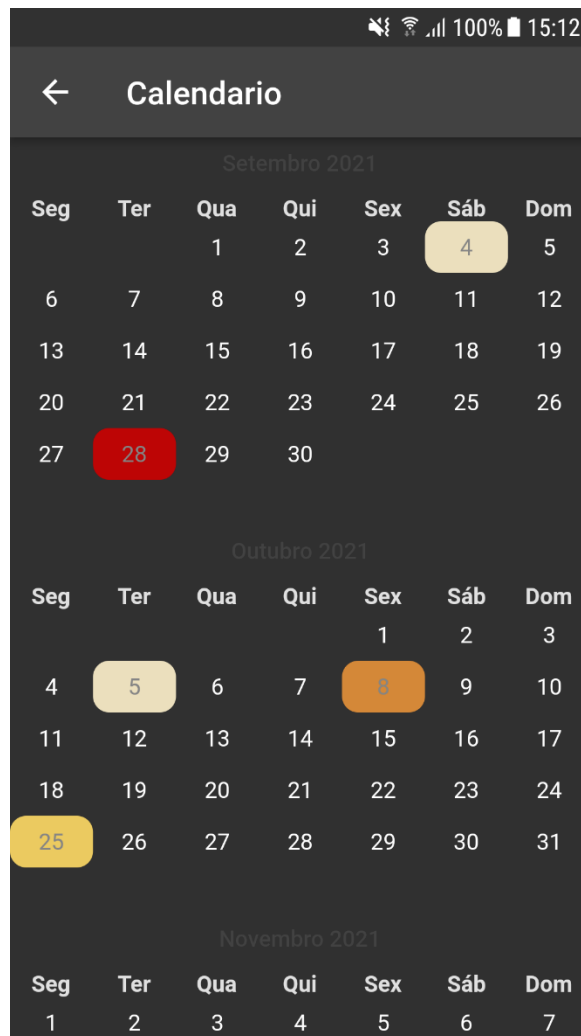 100% 15:12
Calendario
Setembro 2021
Seg Ter Qua Qui Sex Sáb Dom
1 2 3 4 5
6 7 8 9 10 11 12
13 14 15 16 17 18 19
20 21 22 23 24 25 26
27 28 29 30
Outubro 2021
Seg Ter Qua Qui Sex Sáb Dom
1 2 3
4 5 6 7 8 9 10
11 12 13 14 15 16 17
18 19 20 21 22 23 24
25 26 27 28 29 30 31
Novembro 2021
Seg Ter Qua Qui Sex Sáb Dom
1 2 3 4 5 6 7